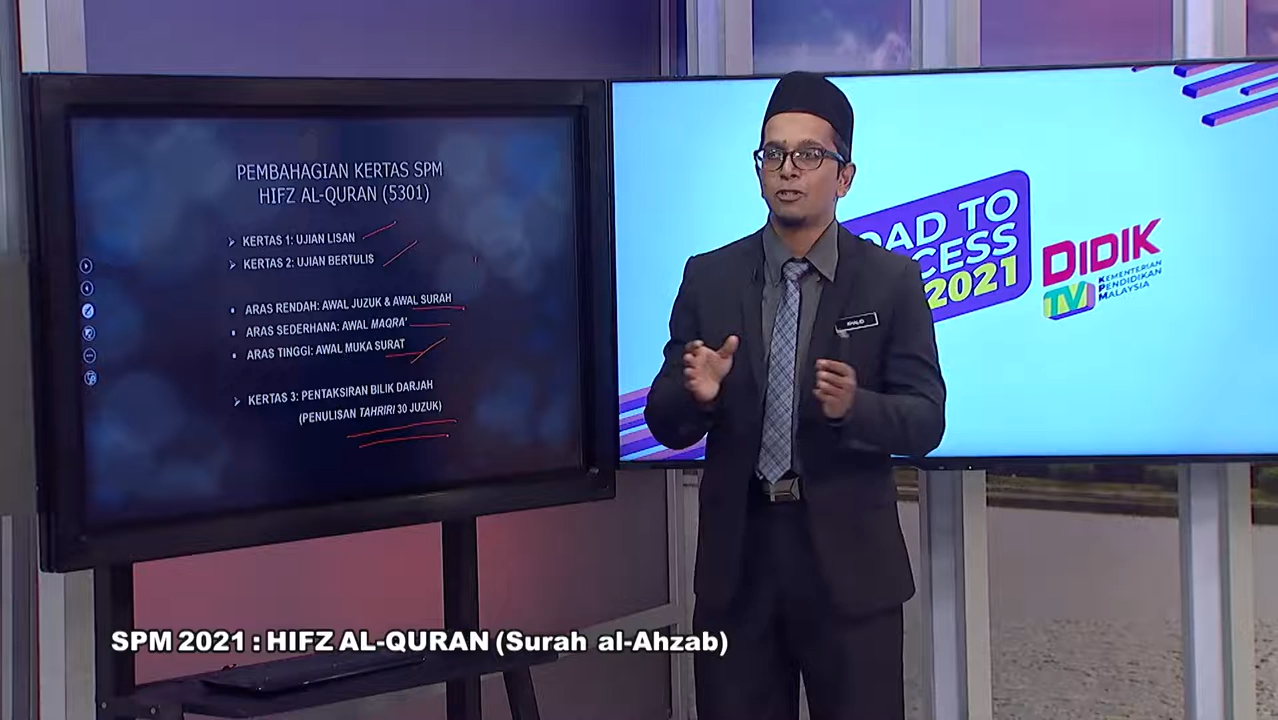 PEMBAHAGIAN KERTAS SPM
HIFZ AL-QURAN (5301)
KERTAS 1: UJIAN LISAN
KERTAS 2: UJIAN BERTULIS
ARAS RENDAH: AWAL JUZUK & AWAL SURAH
ARAS SEDERHANA: AWAL MAQRA'
ARAS TINGGI: AWAL MUKA SURAT
KERTAS 3: PENTAKSIRAN BILIK DARJAH
(PENULISAN TAHRIRI 30 JUZUK)
OAD TO
CESS
2021
DIDIK
TV
KEMENTERIAN
PENDIDIKAN
MALAYSIA
KHALID
SPM 2021 : HIFZ AL-QURAN (Surah al-Ahzab)